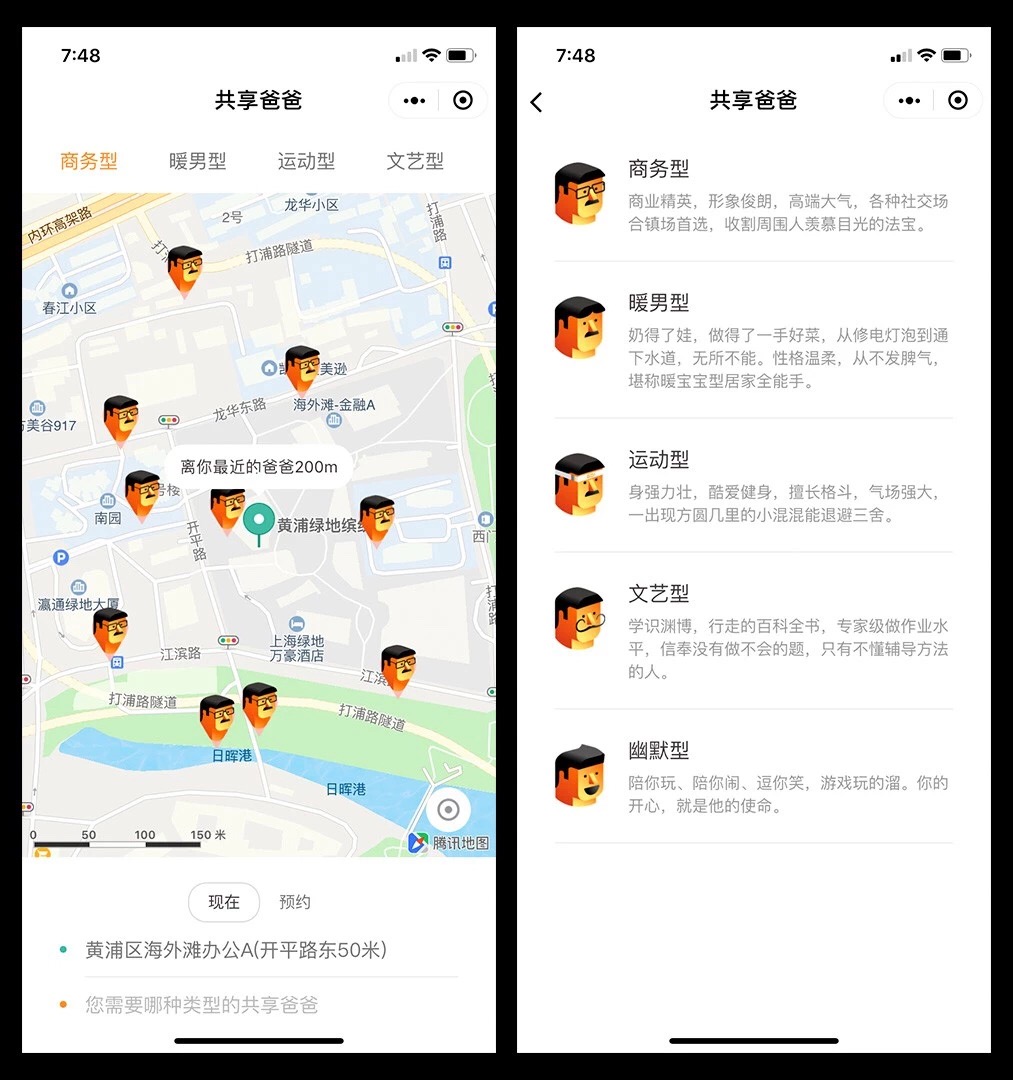 7:48
共享爸爸
商务型
暖男型
运动型
文艺型
内环高架路
2号
龙华小区
打浦路
打浦路隧道
春江小区
美逊
海外滩-金融A
龙华东路
美谷917
离你最近的爸爸200m
号楼
南园
开平路
黄浦绿地缤
P
瀛通绿地大厦
上海绿地
万豪酒店
江滨路
打浦路隧道
打浦路隧道
日晖港
日晖港
0 50 100 150 米
腾讯地图
现在
预约
黄浦区海外滩办公A(开平路东50米)
您需要哪种类型的共享爸爸
7:48
共享爸爸
商务型
商业精英，形象俊朗，高端大气，各种社交场
合镇场首选，收割周围人羡慕目光的法宝。
暖男型
奶得了娃，做得了一手好菜，从修电灯泡到通
下水道，无所不能。性格温柔，从不发脾气，
堪称暖宝宝型居家全能手。
运动型
身强力壮，酷爱健身，擅长格斗，气场强大，
一出现方圆几里的小混混能退避三舍。
文艺型
学识渊博，行走的百科全书，专家级做作业水
平，信奉没有做不会的题，只有不懂辅导方法
的人。
幽默型
陪你玩、陪你闹、逗你笑，游戏玩的溜。你的
开心，就是他的使命。